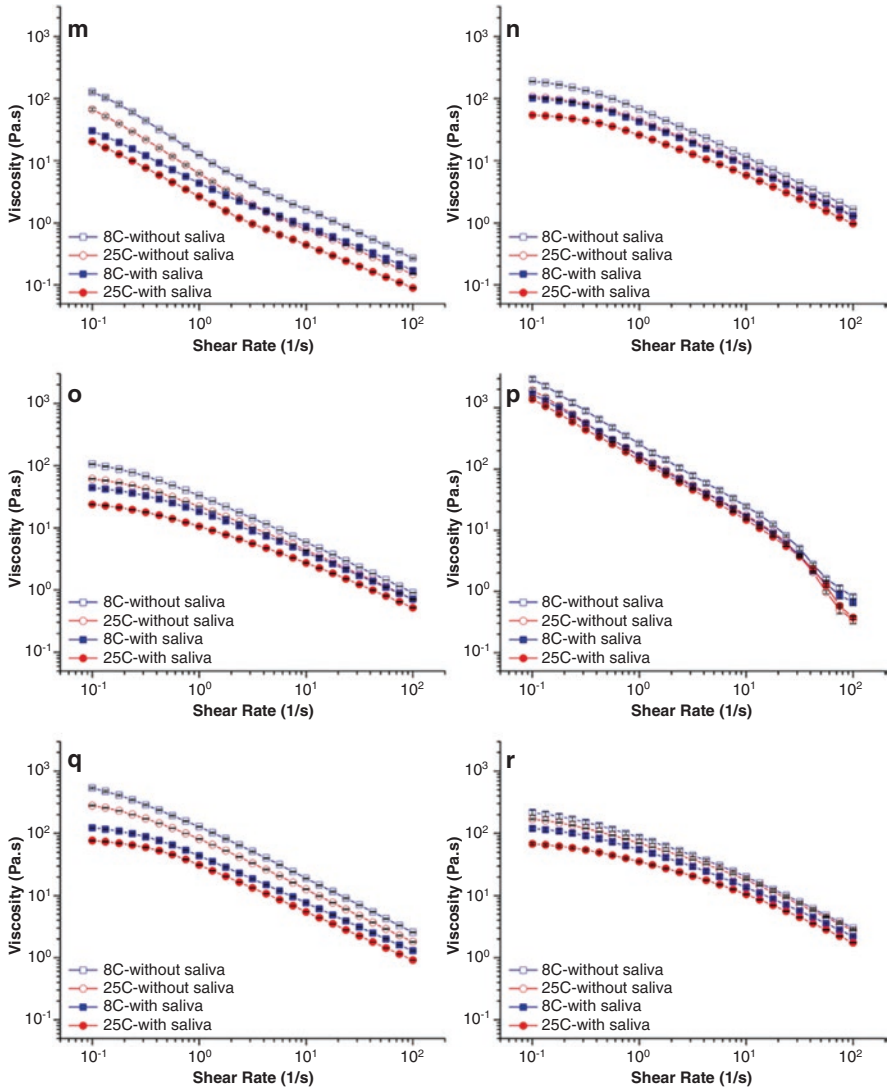 m
10³
10²
10¹
10⁰
10⁻¹
Viscosity (Pa.s)
8C-without saliva
25C-without saliva
8C-with saliva
25C-with saliva
10⁻¹ 10⁰ 10¹ 10²
Shear Rate (1/s)
n
10³
10²
10¹
10⁰
10⁻¹
Viscosity (Pa.s)
8C-without saliva
25C-without saliva
8C-with saliva
25C-with saliva
10⁻¹ 10⁰ 10¹ 10²
Shear Rate (1/s)
o
10³
10²
10¹
10⁰
10⁻¹
Viscosity (Pa.s)
8C-without saliva
25C-without saliva
8C-with saliva
25C-with saliva
10⁻¹ 10⁰ 10¹ 10²
Shear Rate (1/s)
p
10³
10²
10¹
10⁰
10⁻¹
Viscosity (Pa.s)
8C-without saliva
25C-without saliva
8C-with saliva
25C-with saliva
10⁻¹ 10⁰ 10¹ 10²
Shear Rate (1/s)
q
10³
10²
10¹
10⁰
10⁻¹
Viscosity (Pa.s)
8C-without saliva
25C-without saliva
8C-with saliva
25C-with saliva
10⁻¹ 10⁰ 10¹ 10²
Shear Rate (1/s)
r
10³
10²
10¹
10⁰
10⁻¹
Viscosity (Pa.s)
8C-without saliva
25C-without saliva
8C-with saliva
25C-with saliva
10⁻¹ 10⁰ 10¹ 10²
Shear Rate (1/s)